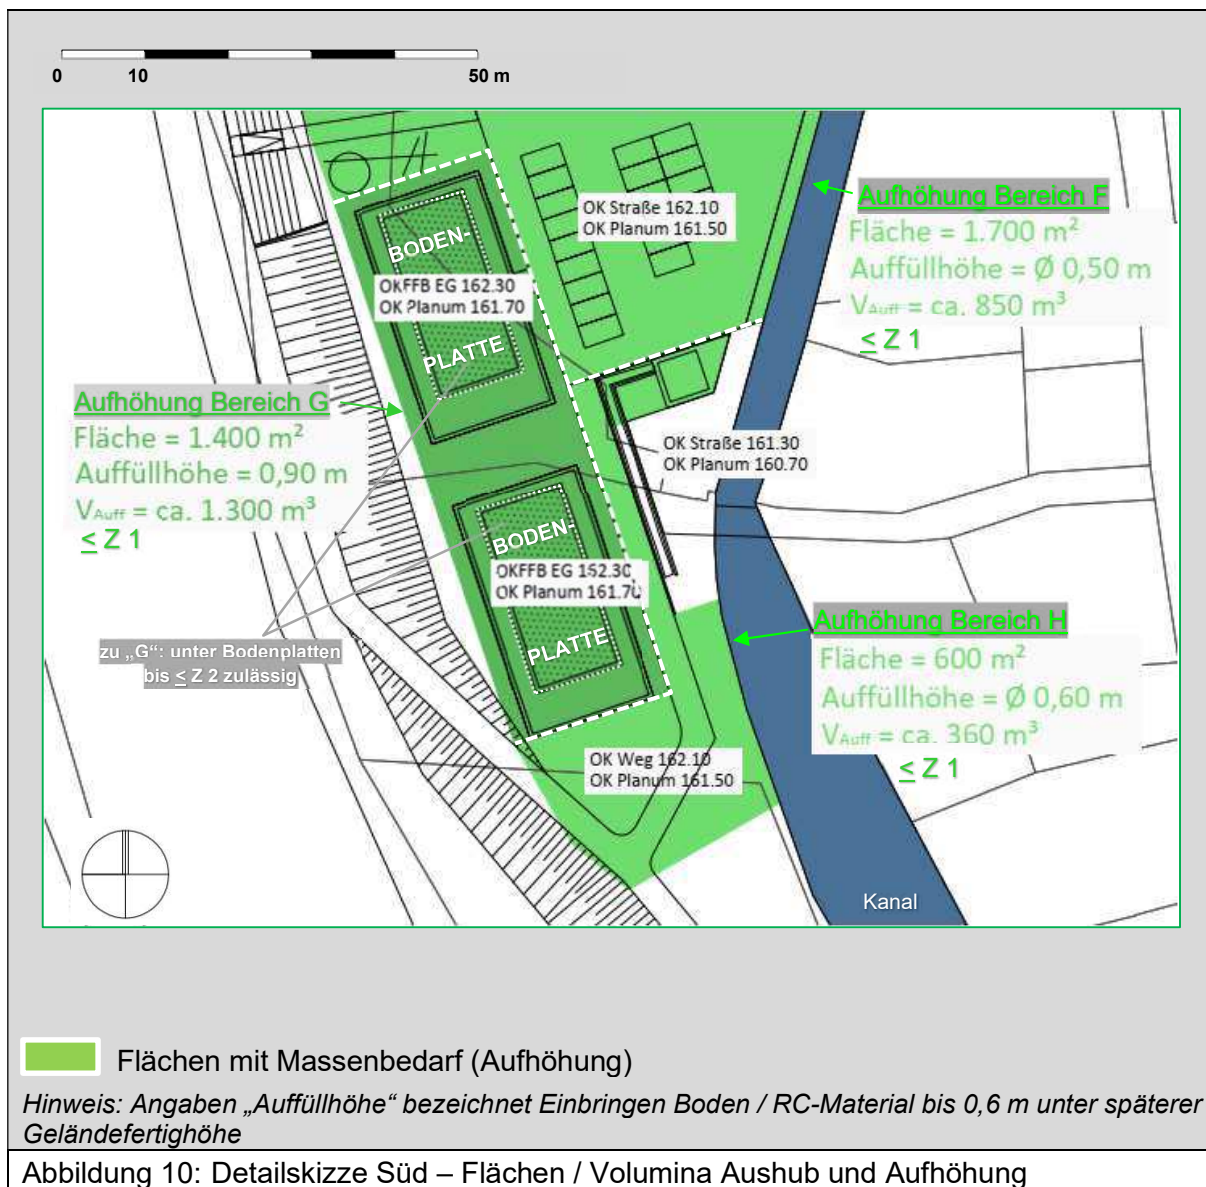 0 10 50 m
Aufhöhung Bereich F
Fläche = 1.700 m²
Auffüllhöhe = Ø 0,50 m
VAuff = ca. 850 m³
≤ Z 1
OK Straße 162.10
OK Planum 161.50
BODEN-
OKFFB EG 162.30
OK Planum 161.70
PLATTE
Aufhöhung Bereich G
Fläche = 1.400 m²
Auffüllhöhe = 0,90 m
VAuff = ca. 1.300 m³
≤ Z 1
OK Straße 161.30
OK Planum 160.70
BODEN-
OKFFB EG 162.30
OK Planum 161.70
PLATTE
zu „G“: unter Bodenplatten
bis ≤ Z 2 zulässig
Aufhöhung Bereich H
Fläche = 600 m²
Auffüllhöhe = Ø 0,60 m
VAuff = ca. 360 m³
≤ Z 1
OK Weg 162.10
OK Planum 161.50
Kanal
Flächen mit Massenbedarf (Aufhöhung)
Hinweis: Angaben „Auffüllhöhe“ bezeichnet Einbringen Boden / RC-Material bis 0,6 m unter späterer
Geländefertighöhe
Abbildung 10: Detailskizze Süd – Flächen / Volumina Aushub und Aufhöhung